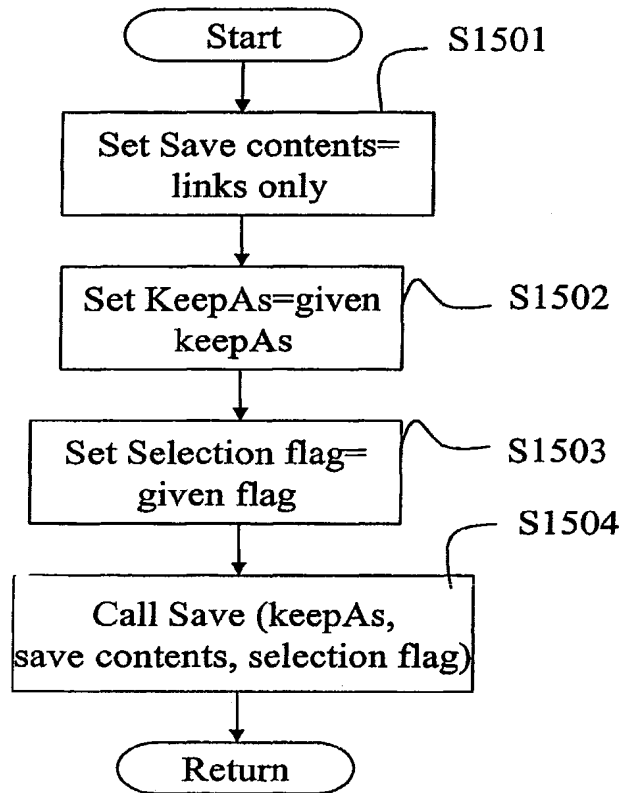 Start
S1501
Set Save contents=
links only
Set KeepAs=given
keepAs
S1502
Set Selection flag=
given flag
S1503
S1504
Call Save (keepAs,
save contents, selection flag)
Return